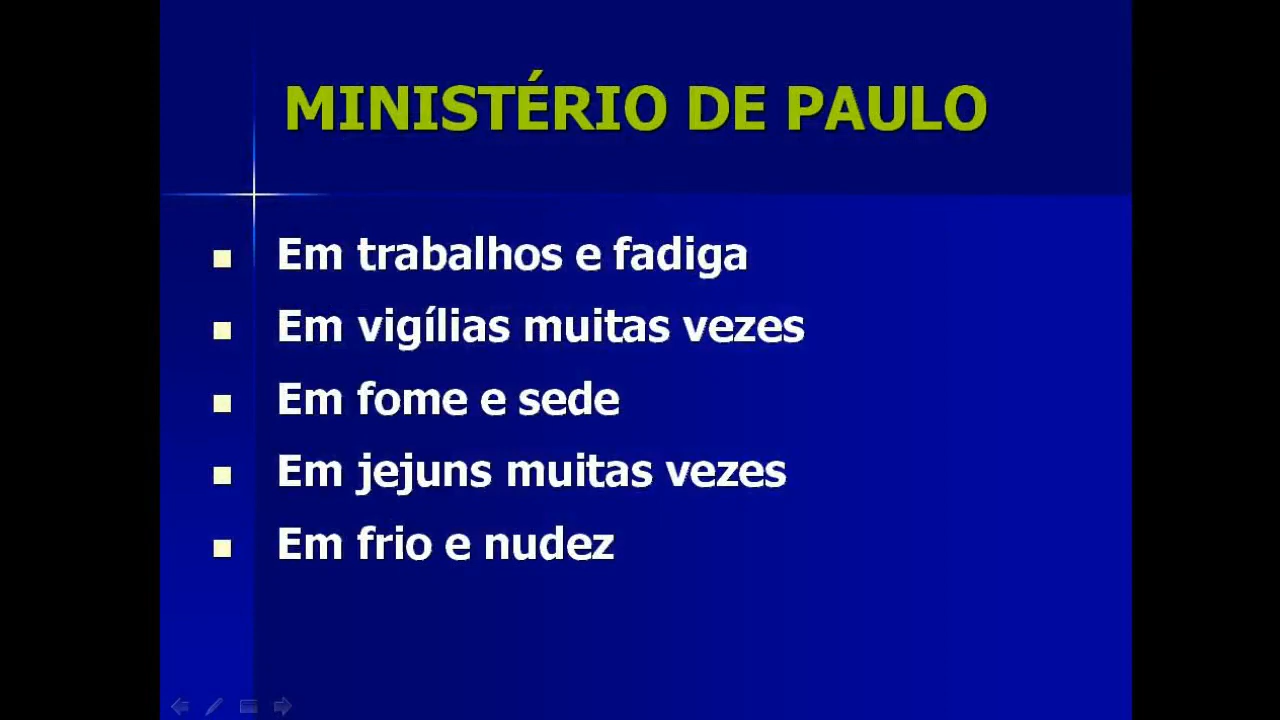 MINISTÉRIO DE PAULO
Em trabalhos e fadiga
Em vigílias muitas vezes
Em fome e sede
Em jejuns muitas vezes
Em frio e nudez